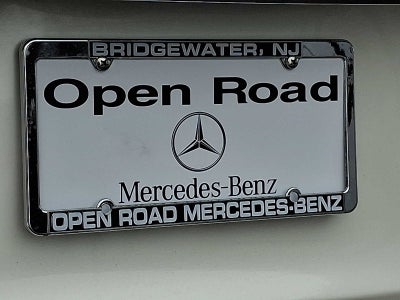 BRIDGEWATER, NJ
Open Road
Mercedes-Benz
OPEN ROAD MERCEDES-BENZ